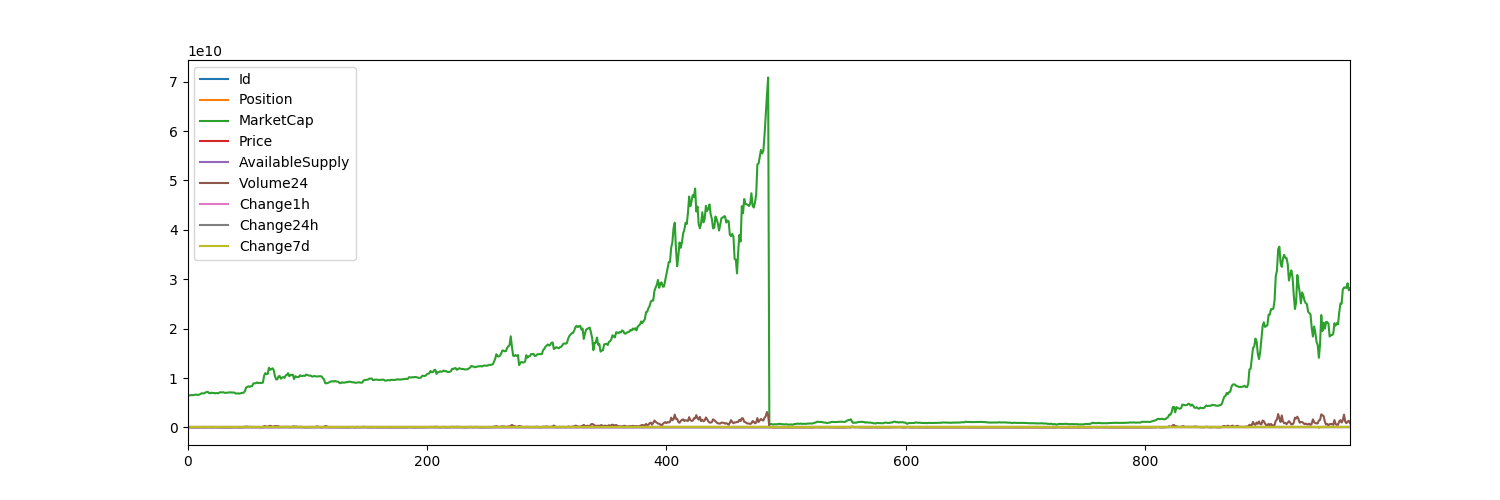 1e10
7
6
5
4
3
2
1
0
Id
Position
MarketCap
Price
AvailableSupply
Volume24
Change1h
Change24h
Change7d
0 200 400 600 800